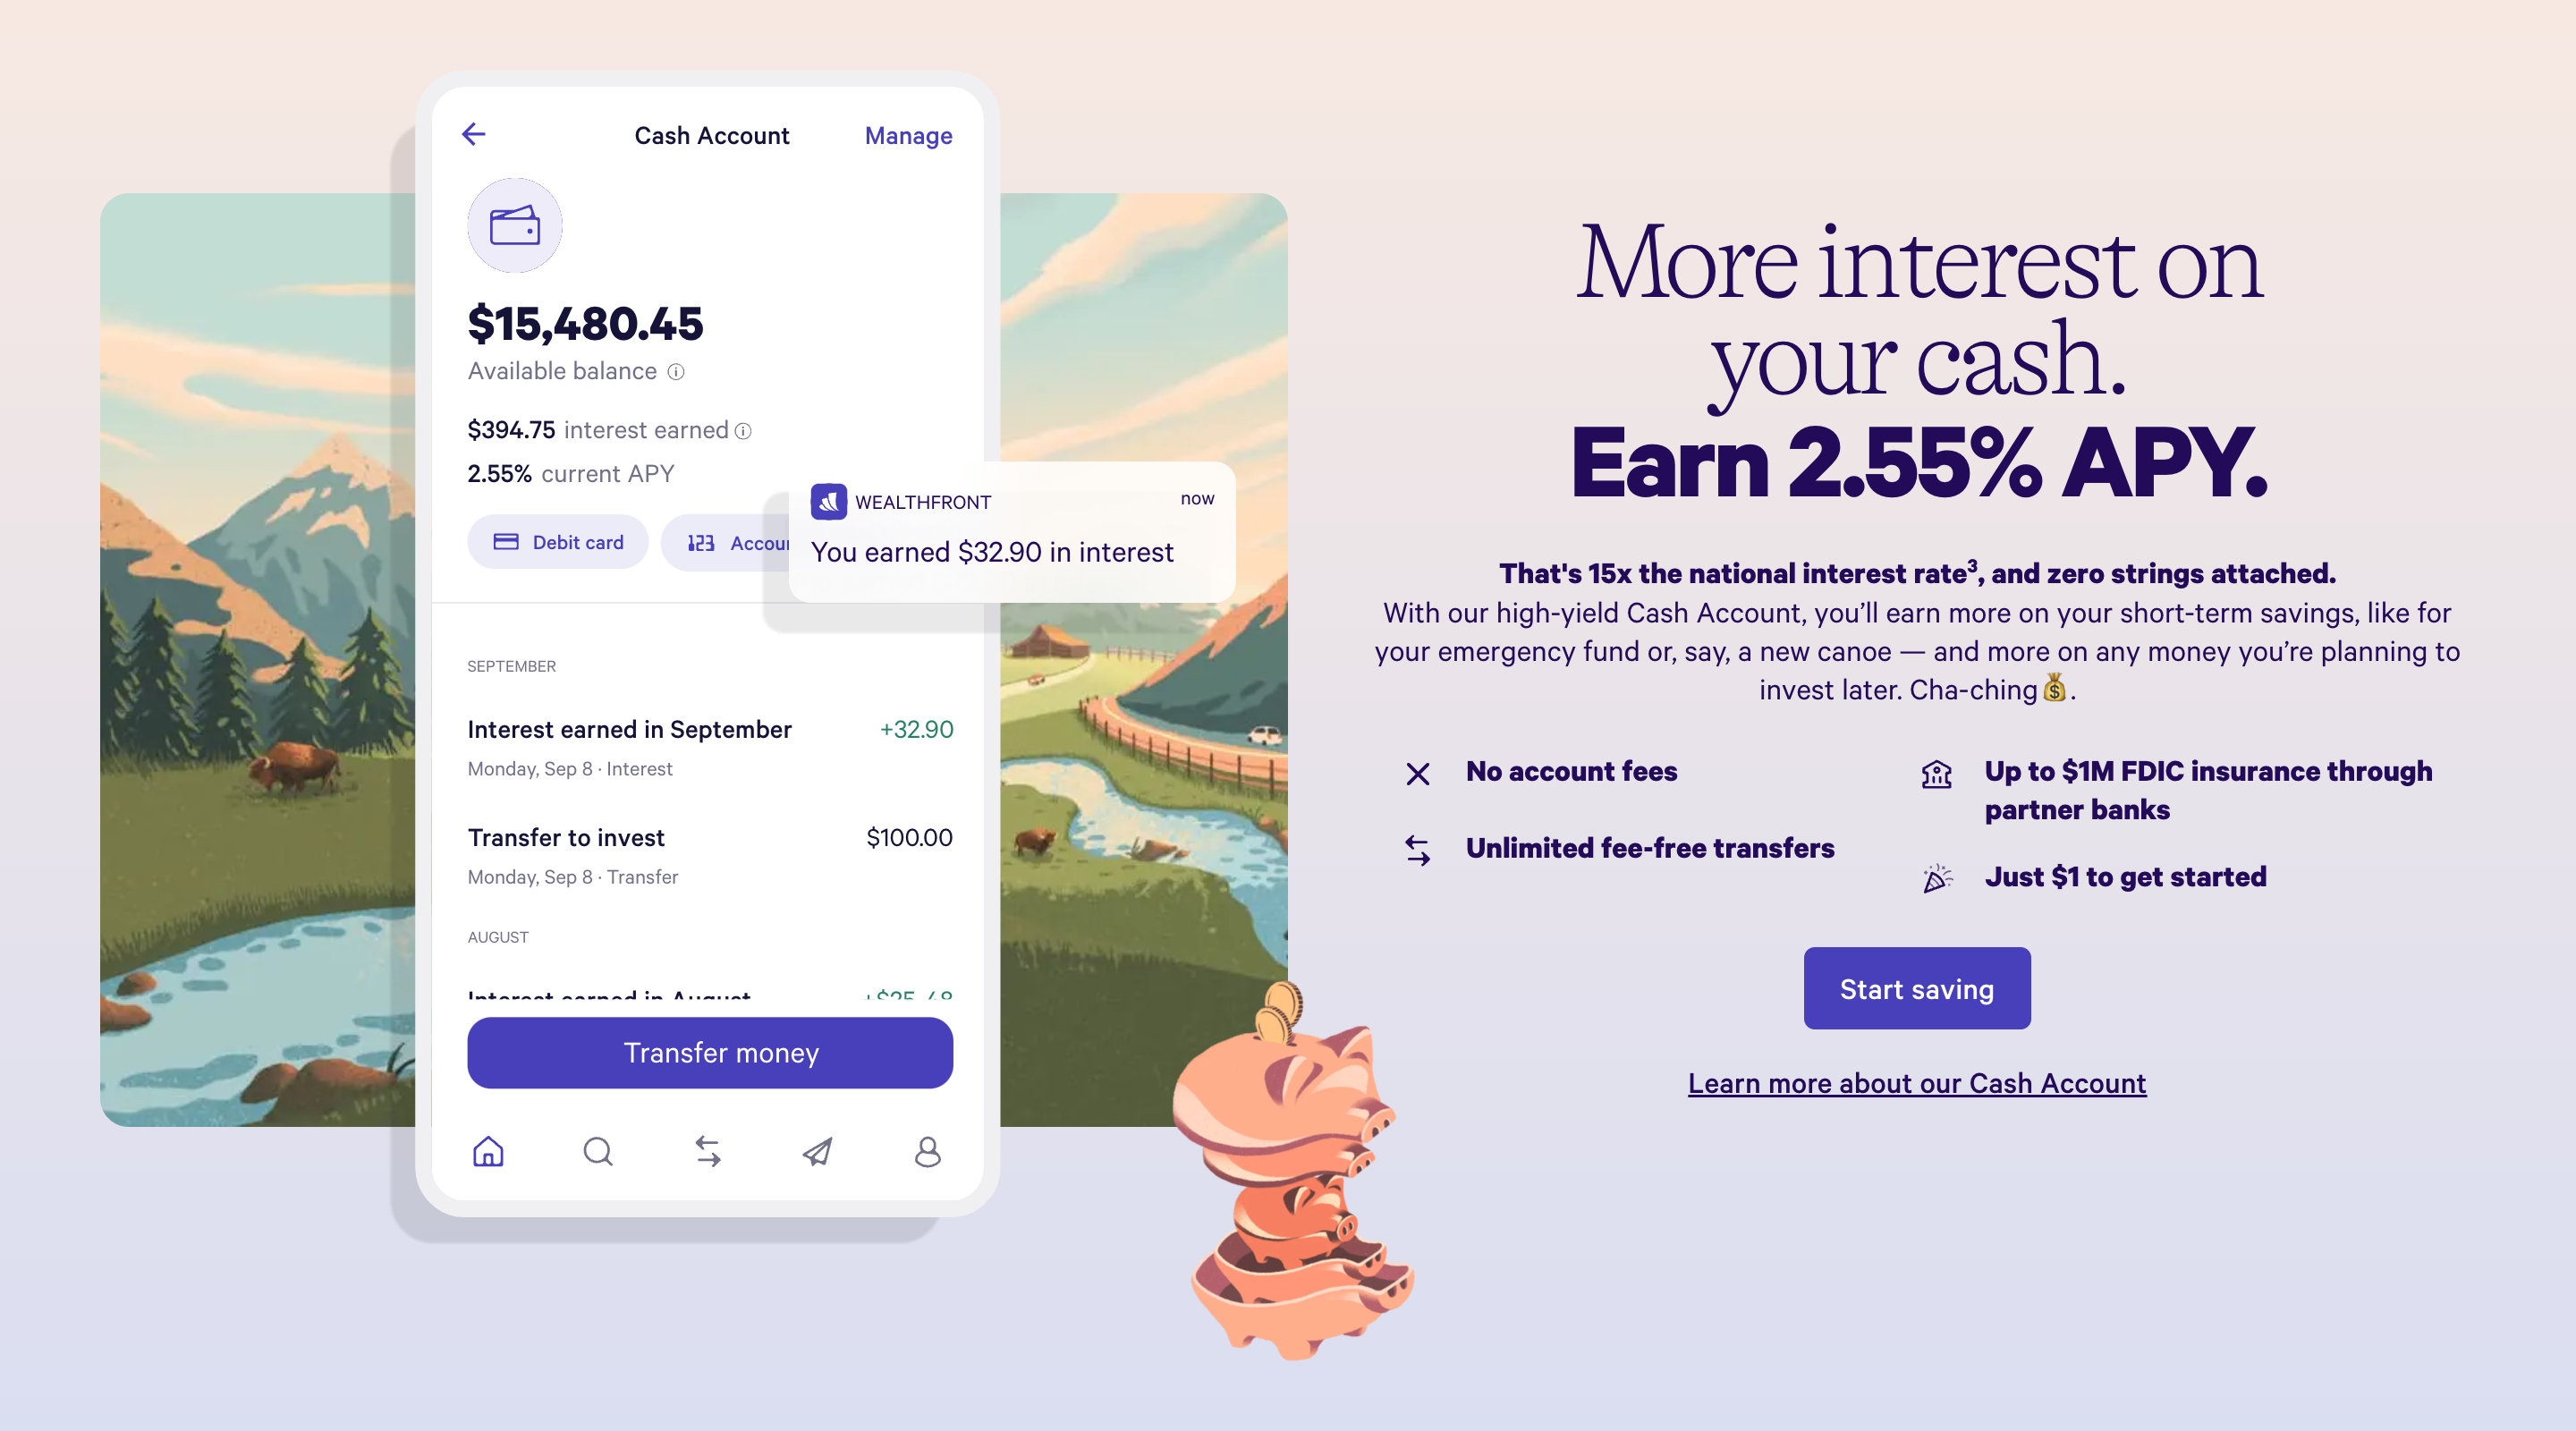 Cash Account
Manage
$15,480.45
Available balance
$394.75 interest earned
2.55% current APY
Debit card
123
WEALTHFRONT
now
You earned $32.90 in interest
SEPTEMBER
Interest earned in September
+32.90
Monday, Sep 8 · Interest
Transfer to invest
$100.00
Monday, Sep 8 · Transfer
AUGUST
Interest earned in August
Transfer money
More interest on
your cash.
Earn 2.55% APY.
That's 15x the national interest rate³, and zero strings attached.
With our high-yield Cash Account, you’ll earn more on your short-term savings, like for
your emergency fund or, say, a new canoe — and more on any money you’re planning to
invest later. Cha-ching💰.
No account fees
Unlimited fee-free transfers
Up to $1M FDIC insurance through
partner banks
Just $1 to get started
Start saving
Learn more about our Cash Account